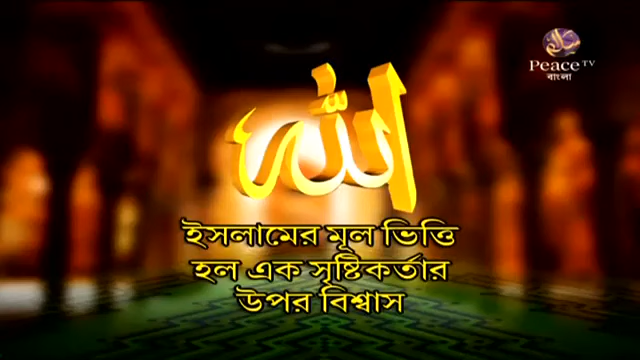 Peace TV
বাংলা
الله
ইসলামের মূল ভিত্তি
হল এক সৃষ্টিকর্তার
উপর বিশ্বাস